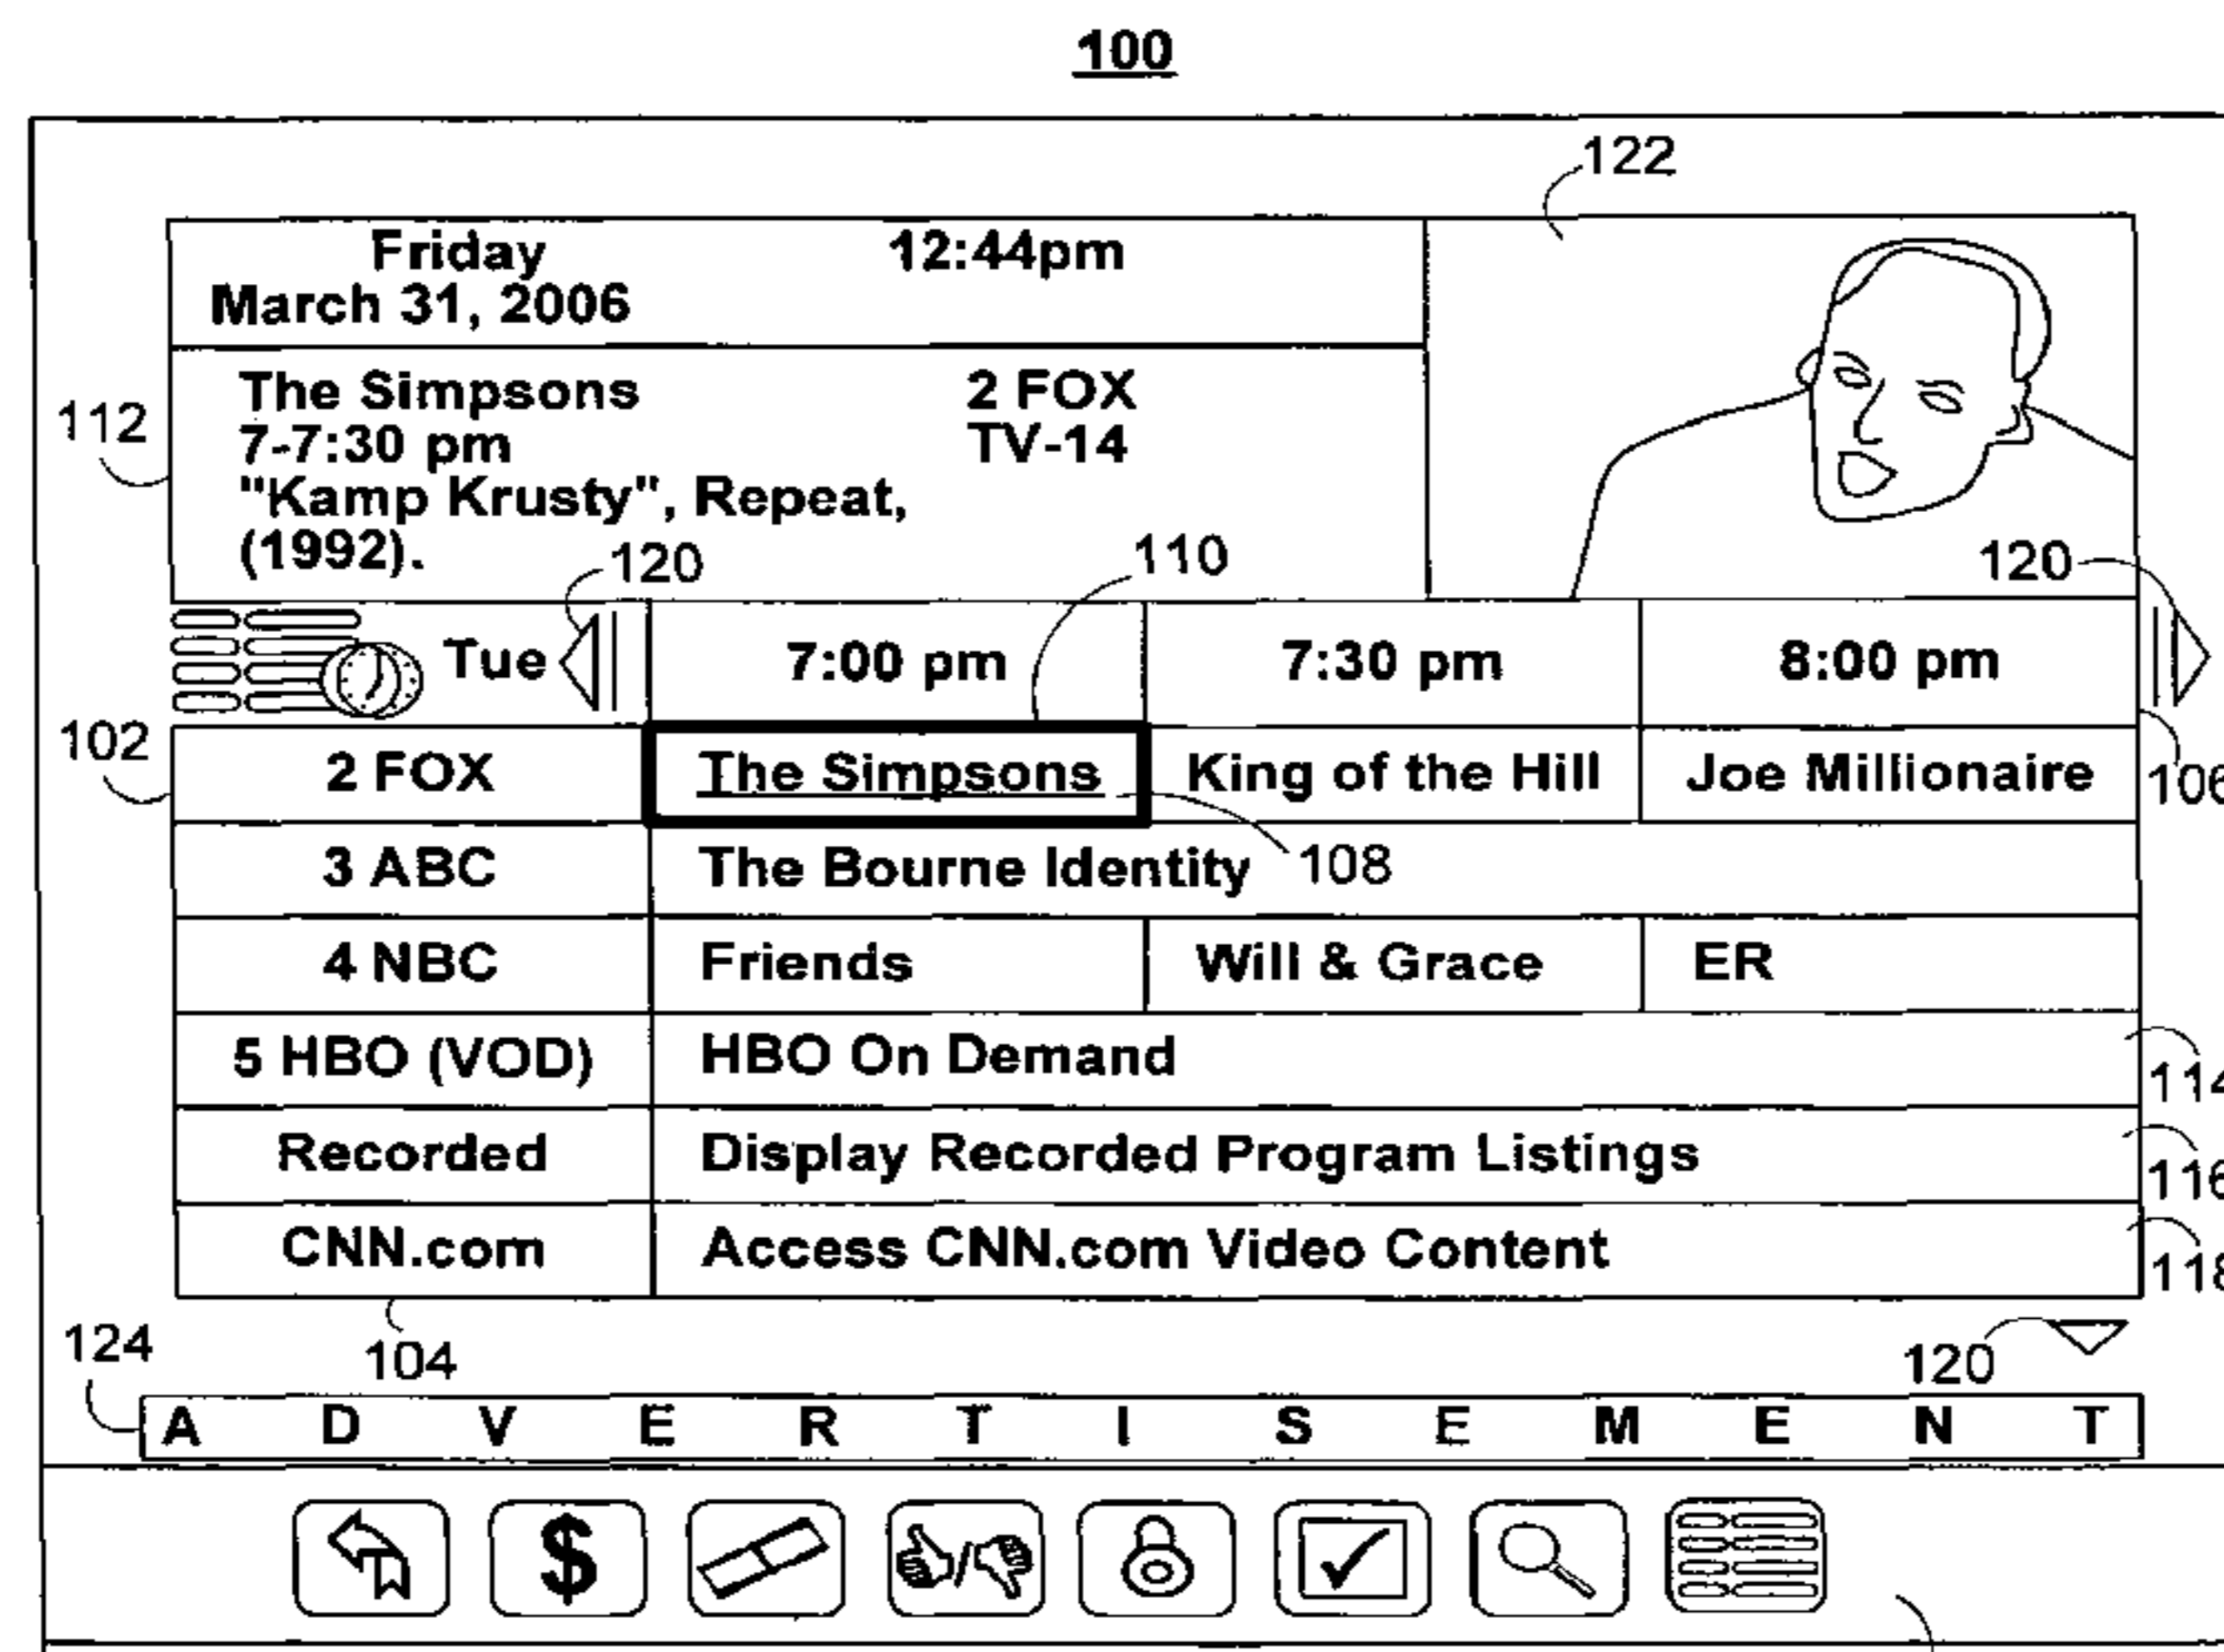 100
122
Friday 12:44pm
March 31, 2006
The Simpsons 2 FOX
112
7-7:30 pm TV-14
"Kamp Krusty", Repeat,
(1992).
120 110 120
Tue 7:00 pm 7:30 pm 8:00 pm
102
2 FOX The Simpsons King of the Hill Joe Millionaire 106
3 ABC The Bourne Identity 108
4 NBC Friends Will & Grace ER
5 HBO (VOD) HBO On Demand
114
Recorded Display Recorded Program Listings
116
CNN.com Access CNN.com Video Content
118
124 104 120
A D V E R T I S E M E N T
$